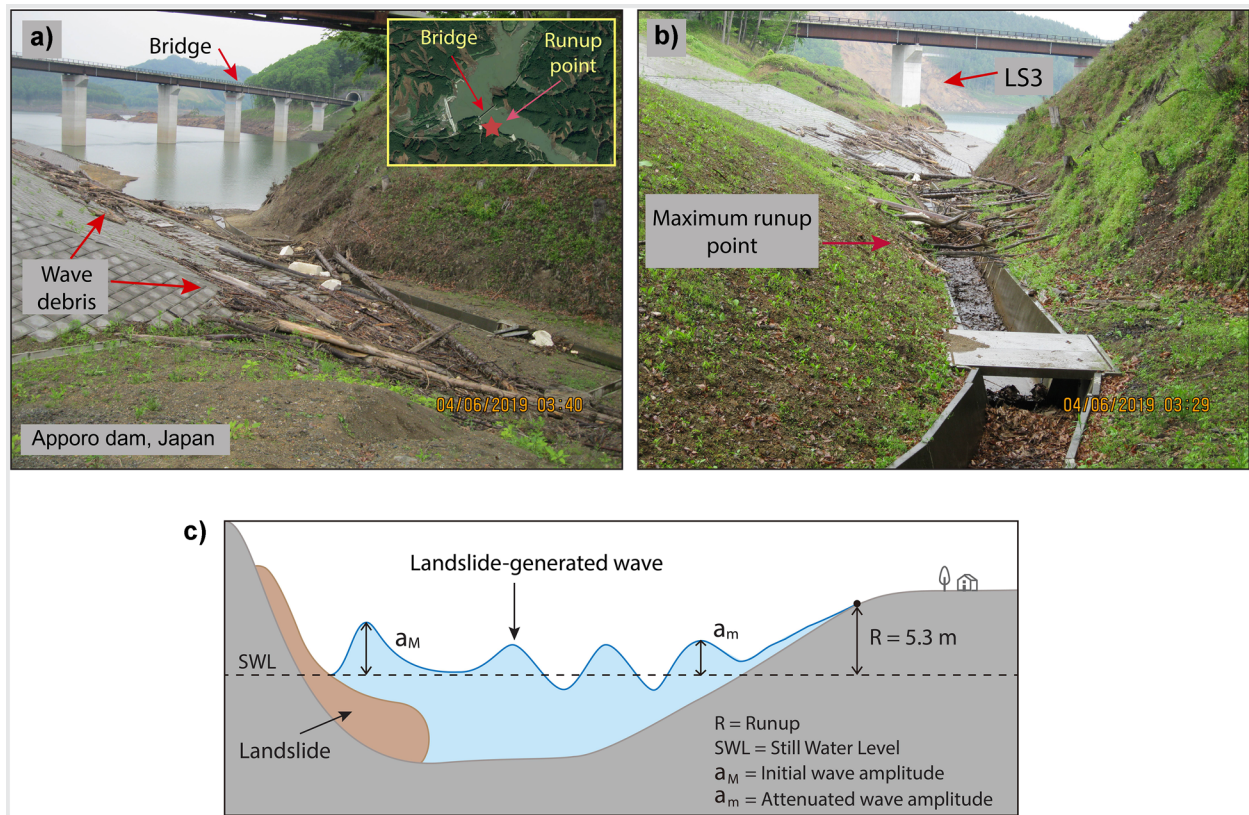 a)
Bridge
Bridge
Runup
point
Wave
debris
04/06/2019 03:40
Apporo dam, Japan
b)
LS3
Maximum runup
point
04/06/2019 03:29
c)
Landslide-generated wave
aM
am
SWL
R = 5.3 m
Landslide
R = Runup
SWL = Still Water Level
aM = Initial wave amplitude
am = Attenuated wave amplitude